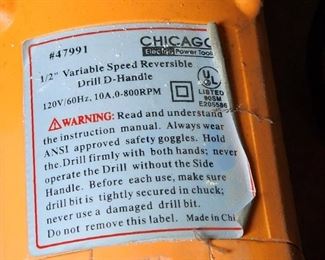 #47991
CHICAGO
Electric Power Tools
1/2" Variable Speed Reversible
Drill D-Handle
120V/60Hz, 10A, 0-800RPM
UL
LISTED
90SM
E205586
⚠WARNING: Read and understand
the instruction manual. Always wear
ANSI approved safety goggles. Hold
the Drill firmly with both hands; never
operate the Drill without the Side
Handle. Before each use, make sure
drill bit is tightly secured in chuck;
never use a damaged drill bit.
Do not remove this label. Made in Chi